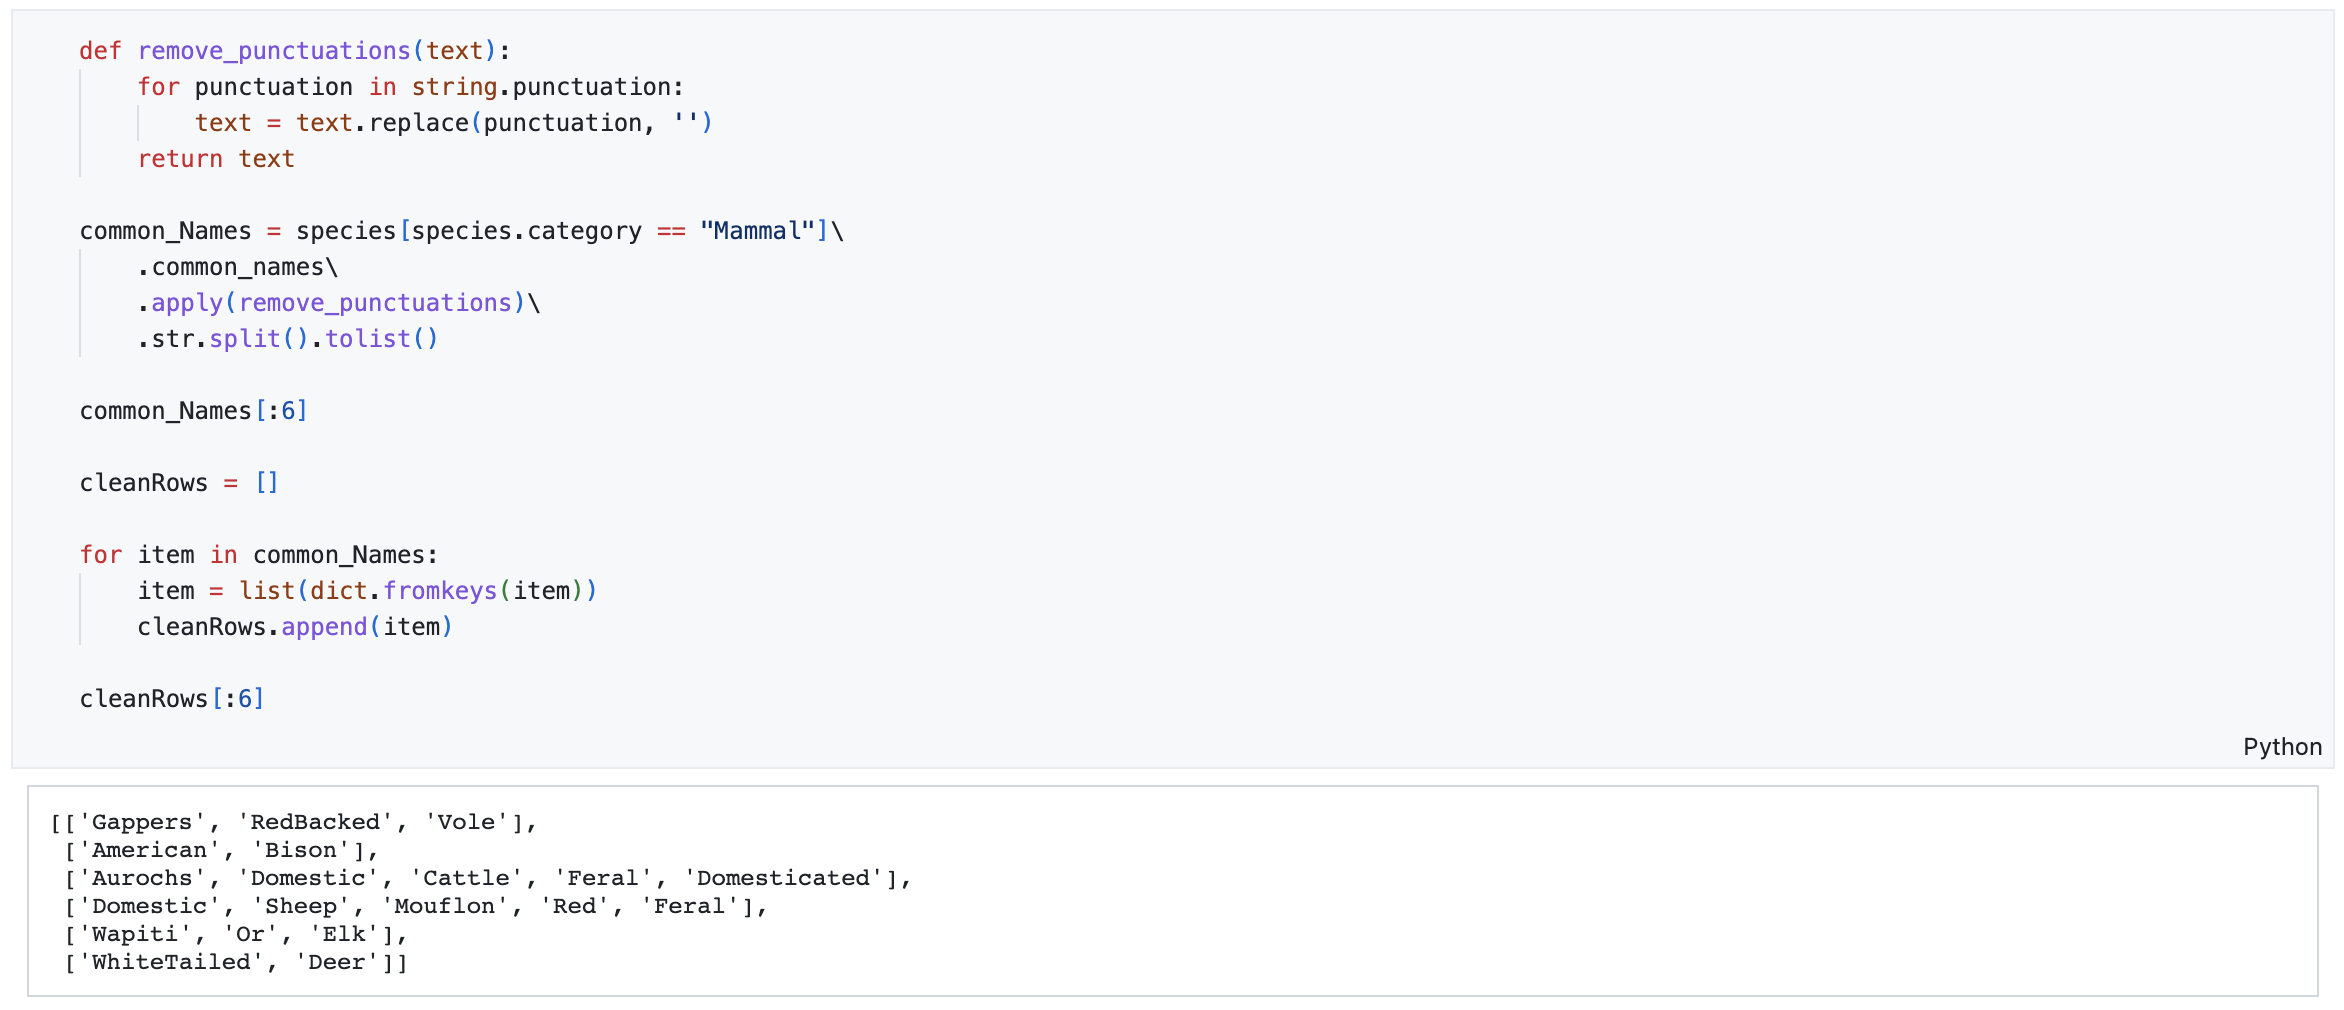 def remove_punctuations(text):
    for punctuation in string.punctuation:
        text = text.replace(punctuation, '')
    return text

common_Names = species[species.category == "Mammal"]\
    .common_names\
    .apply(remove_punctuations)\
    .str.split().tolist()

common_Names[:6]

cleanRows = []

for item in common_Names:
    item = list(dict.fromkeys(item))
    cleanRows.append(item)

cleanRows[:6]
Python
[['Gappers', 'RedBacked', 'Vole'],
 ['American', 'Bison'],
 ['Aurochs', 'Domestic', 'Cattle', 'Feral', 'Domesticated'],
 ['Domestic', 'Sheep', 'Mouflon', 'Red', 'Feral'],
 ['Wapiti', 'Or', 'Elk'],
 ['WhiteTailed', 'Deer']]